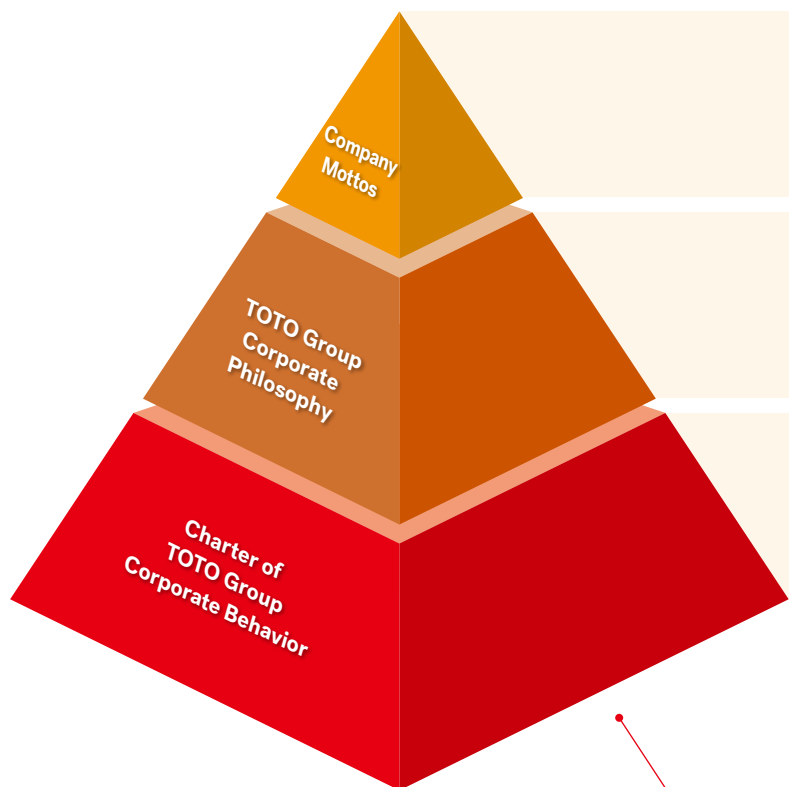 Company
Mottos
TOTO Group
Corporate
Philosophy
Charter of
TOTO Group
Corporate Behavior